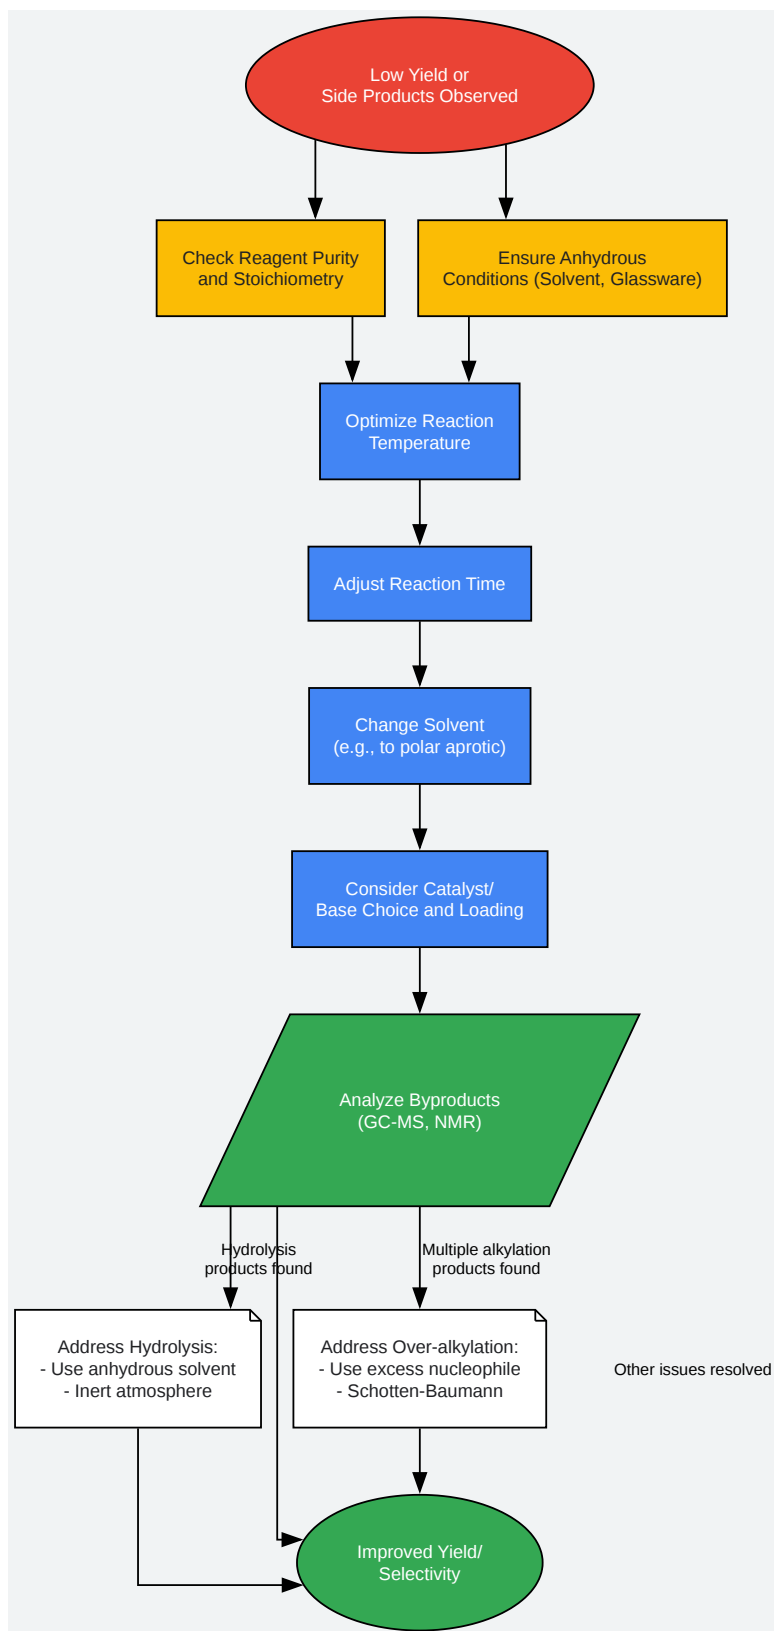 Low Yield or
Side Products Observed
Check Reagent Purity
and Stoichiometry
Ensure Anhydrous
Conditions (Solvent, Glassware)
Optimize Reaction
Temperature
Adjust Reaction Time
Change Solvent
(e.g., to polar aprotic)
Consider Catalyst/
Base Choice and Loading
Analyze Byproducts
(GC-MS, NMR)
Hydrolysis
products found
Multiple alkylation
products found
Address Hydrolysis:
- Use anhydrous solvent
- Inert atmosphere
Address Over-alkylation:
- Use excess nucleophile
- Schotten-Baumann
Other issues resolved
Improved Yield/
Selectivity